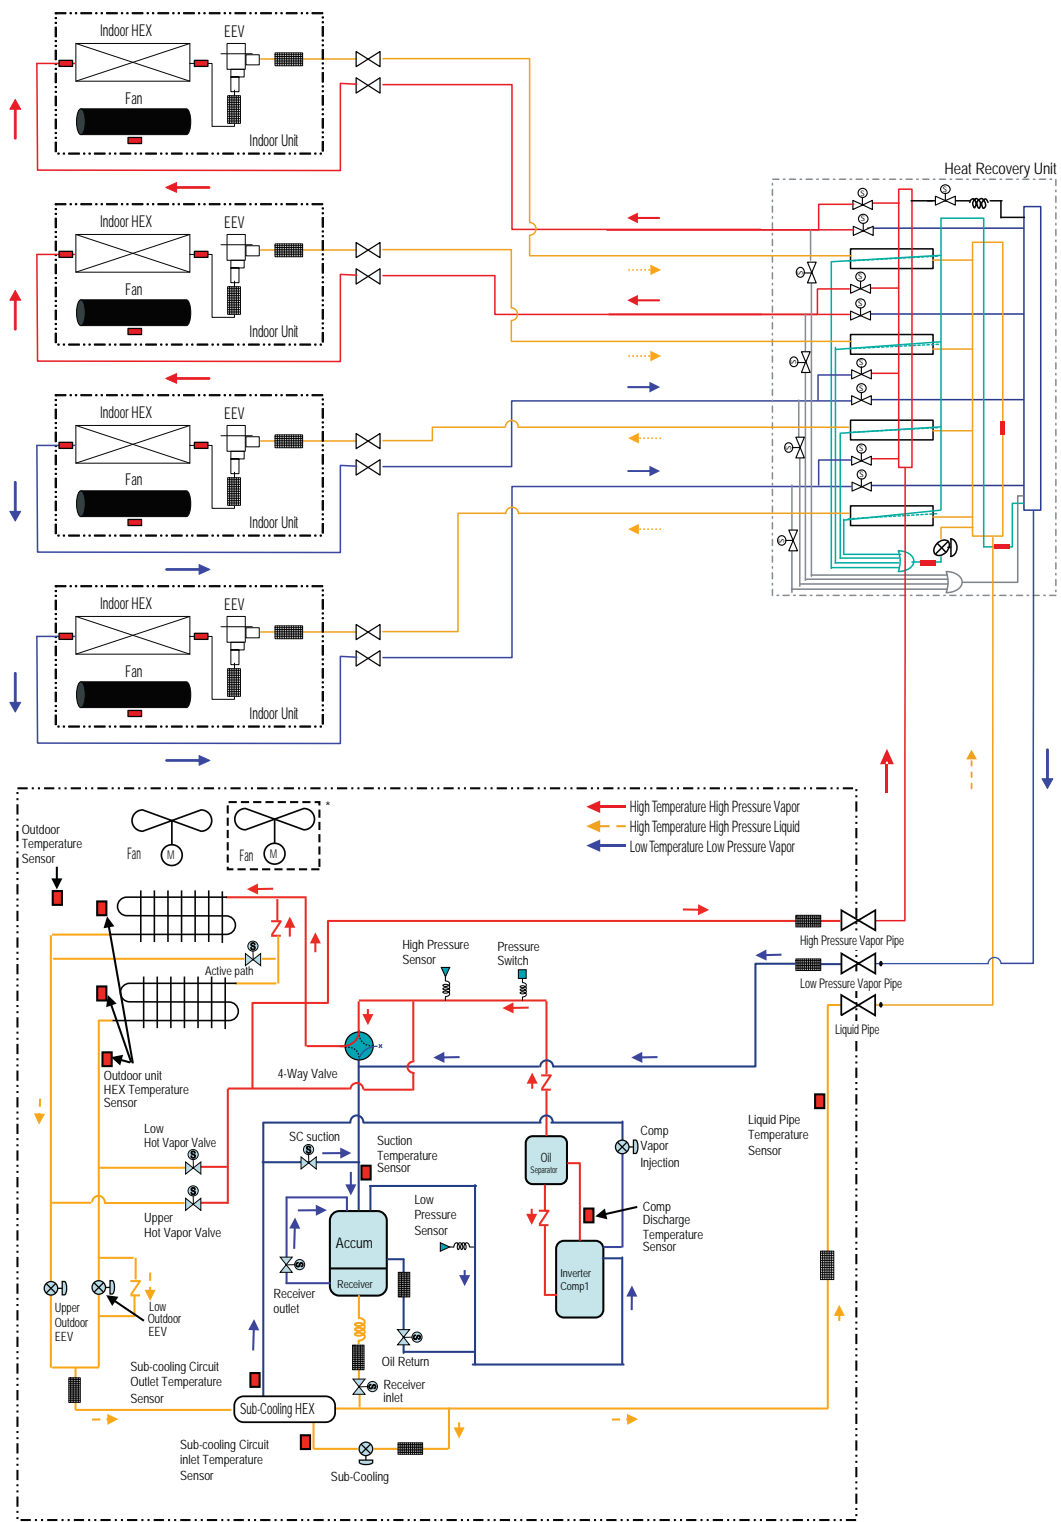 Indoor HEX
EEV
Fan
Indoor Unit
Indoor HEX
EEV
Fan
Indoor Unit
Indoor HEX
EEV
Fan
Indoor Unit
Indoor HEX
EEV
Fan
Indoor Unit
Heat Recovery Unit
S
S
S
S
S
S
S
S
S
S
S
S
S
High Temperature High Pressure Vapor
High Temperature High Pressure Liquid
Low Temperature Low Pressure Vapor
Outdoor
Temperature
Sensor
Fan
M
Fan
M
*
Active path
S
High Pressure
Sensor
Pressure
Switch
High Pressure Vapor Pipe
Low Pressure Vapor Pipe
Liquid Pipe
4-Way Valve
Outdoor unit
HEX Temperature
Sensor
Low
Hot Vapor Valve
S
S
Upper
Hot Vapor Valve
SC suction
S
Suction
Temperature
Sensor
Oil
Separator
Comp
Vapor
Injection
Liquid Pipe
Temperature
Sensor
Low
Pressure
Sensor
Comp
Discharge
Temperature
Sensor
Accum
Receiver
S
Receiver
outlet
Inverter
Comp1
Upper
Outdoor
EEV
Low
Outdoor
EEV
S
Oil Return
Sub-cooling Circuit
Outlet Temperature
Sensor
S
Receiver
inlet
Sub-Cooling HEX
Sub-cooling Circuit
inlet Temperature
Sensor
Sub-Cooling